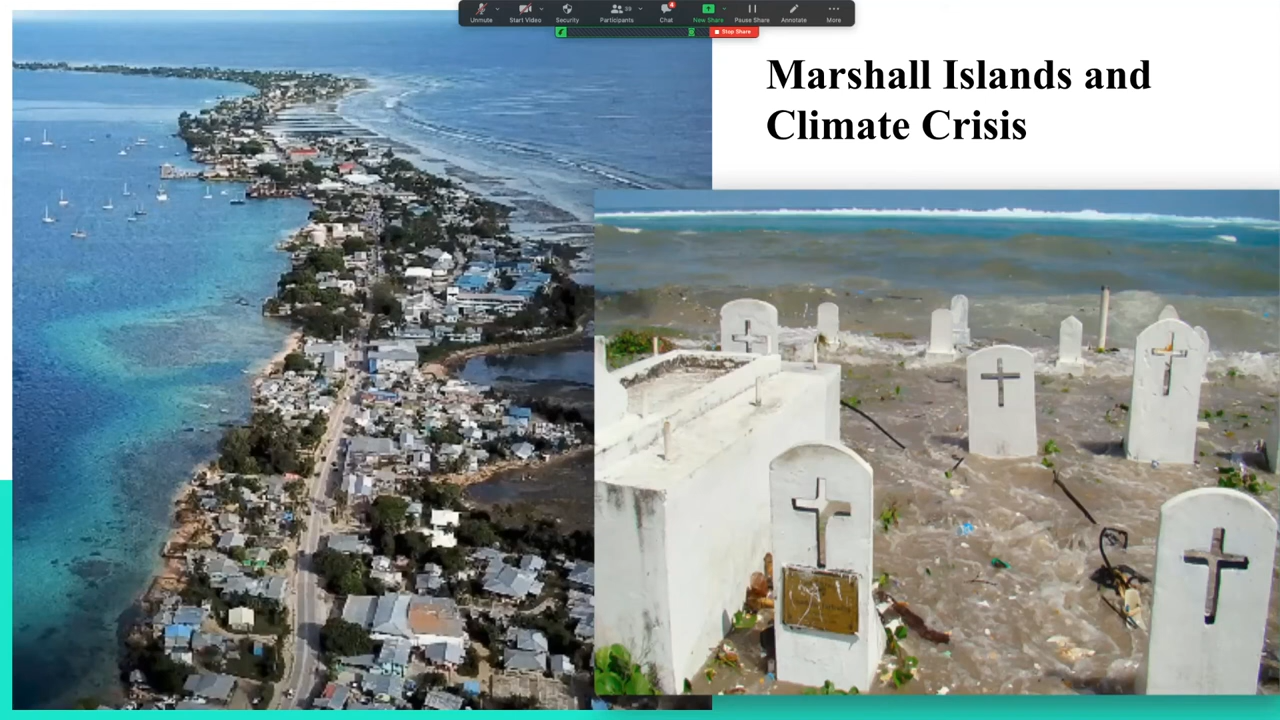 Unmute
Start Video
Security
Participants
Chat
New Share
Pause Share
Annotate
More
Stop Share
Marshall Islands and
Climate Crisis